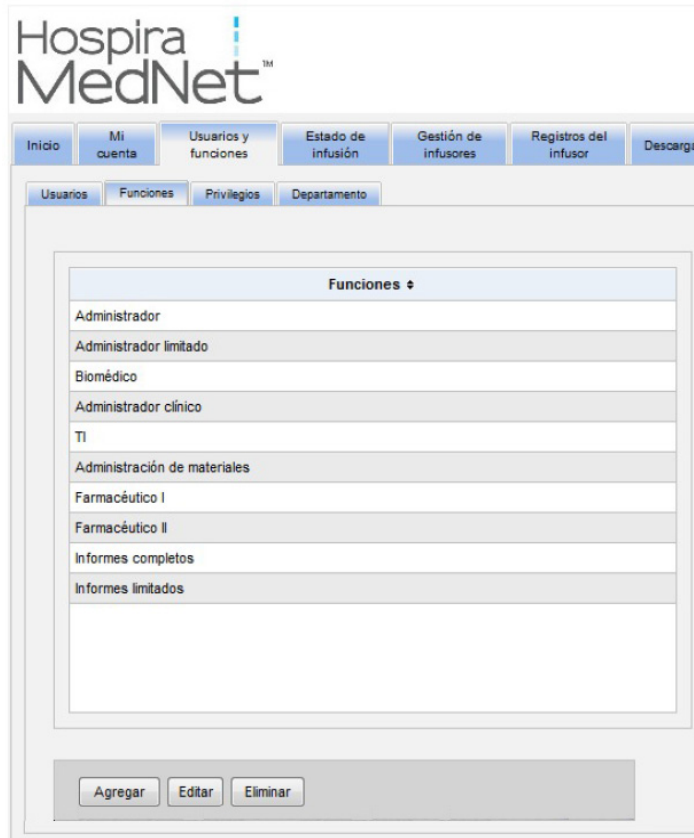 Hospira
MedNet™
Inicio
Mi
cuenta
Usuarios y
funciones
Estado de
infusión
Gestión de
infusores
Registros del
infusor
Descarga
Usuarios
Funciones
Privilegios
Departamento
Funciones
Administrador
Administrador limitado
Biomédico
Administrador clínico
TI
Administración de materiales
Farmacéutico I
Farmacéutico II
Informes completos
Informes limitados
Agregar
Editar
Eliminar